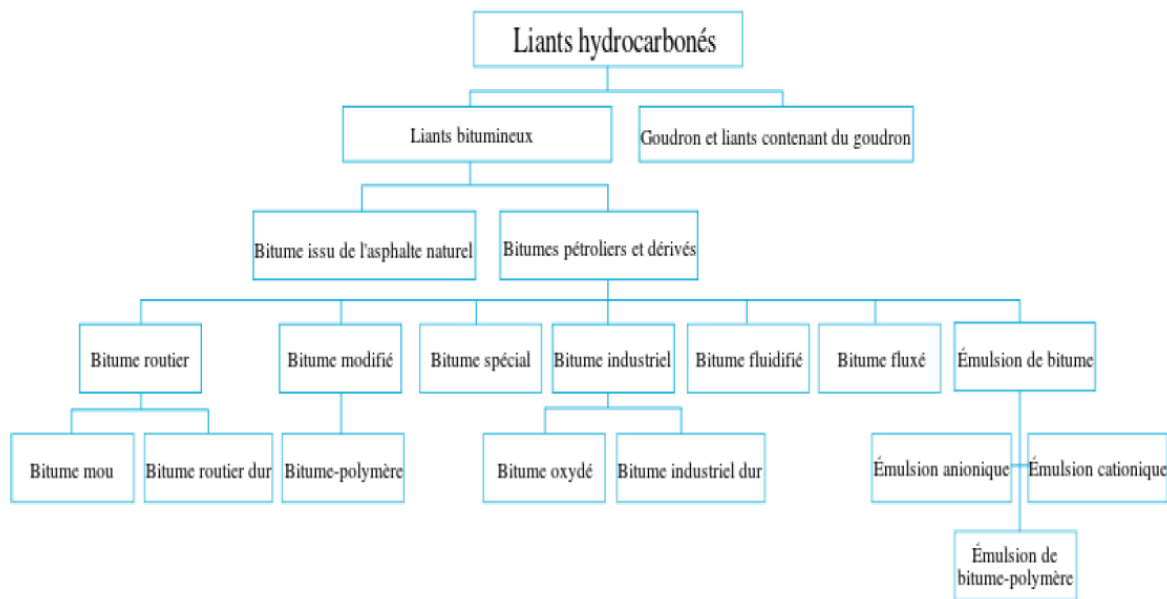 Liants hydrocarbonés
Liants bitumineux
Goudron et liants contenant du goudron
Bitume issu de l'asphalte naturel
Bitumes pétroliers et dérivés
Bitume routier
Bitume modifié
Bitume spécial
Bitume industriel
Bitume fluidifié
Bitume fluxé
Émulsion de bitume
Bitume mou
Bitume routier dur
Bitume-polymère
Bitume oxydé
Bitume industriel dur
Émulsion anionique
Émulsion cationique
Émulsion de
bitume-polymère